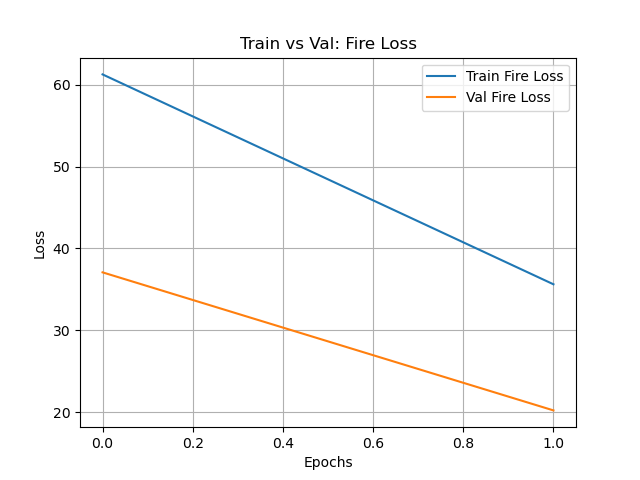 Train vs Val: Fire Loss
Train Fire Loss
Val Fire Loss
60
50
40
30
20
Loss
0.0 0.2 0.4 0.6 0.8 1.0
Epochs